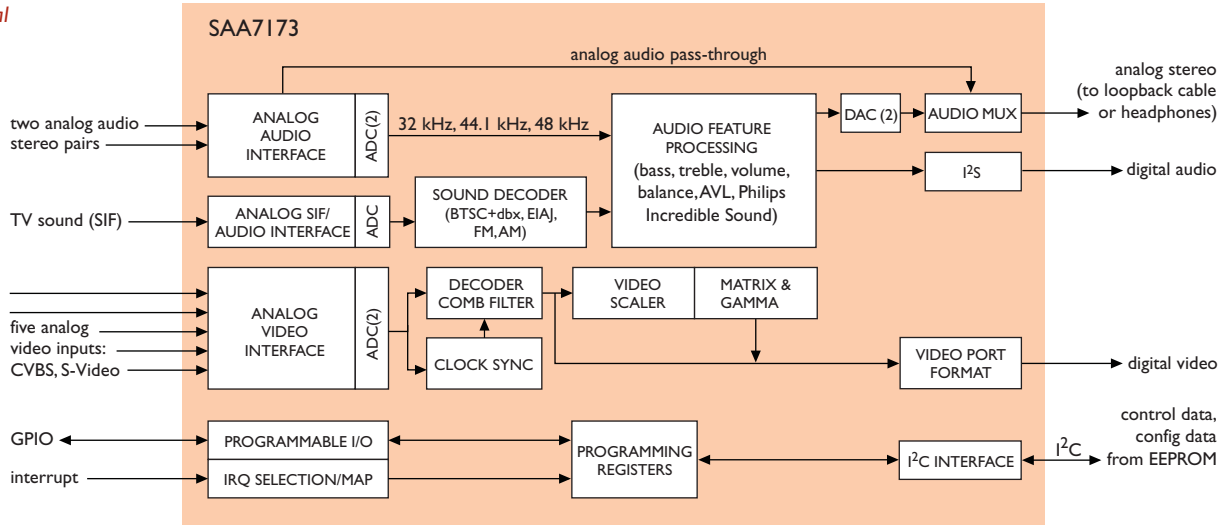 al
SAA7173
analog audio pass-through
two analog audio
stereo pairs
ANALOG
AUDIO
INTERFACE
ADC(2)
32 kHz, 44.1 kHz, 48 kHz
AUDIO FEATURE
PROCESSING
(bass, treble, volume,
balance, AVL, Philips
Incredible Sound)
DAC (2)
AUDIO MUX
analog stereo
(to loopback cable
or headphones)
I²S
digital audio
TV sound (SIF)
ANALOG SIF/
AUDIO INTERFACE
ADC
SOUND DECODER
(BTSC+dbx, EIAJ,
FM, AM)
five analog
video inputs:
CVBS, S-Video
ANALOG
VIDEO
INTERFACE
ADC(2)
DECODER
COMB FILTER
CLOCK SYNC
VIDEO
SCALER
MATRIX &
GAMMA
VIDEO PORT
FORMAT
digital video
GPIO
PROGRAMMABLE I/O
interrupt
IRQ SELECTION/MAP
PROGRAMMING
REGISTERS
I²C INTERFACE
I²C
control data,
config data
from EEPROM